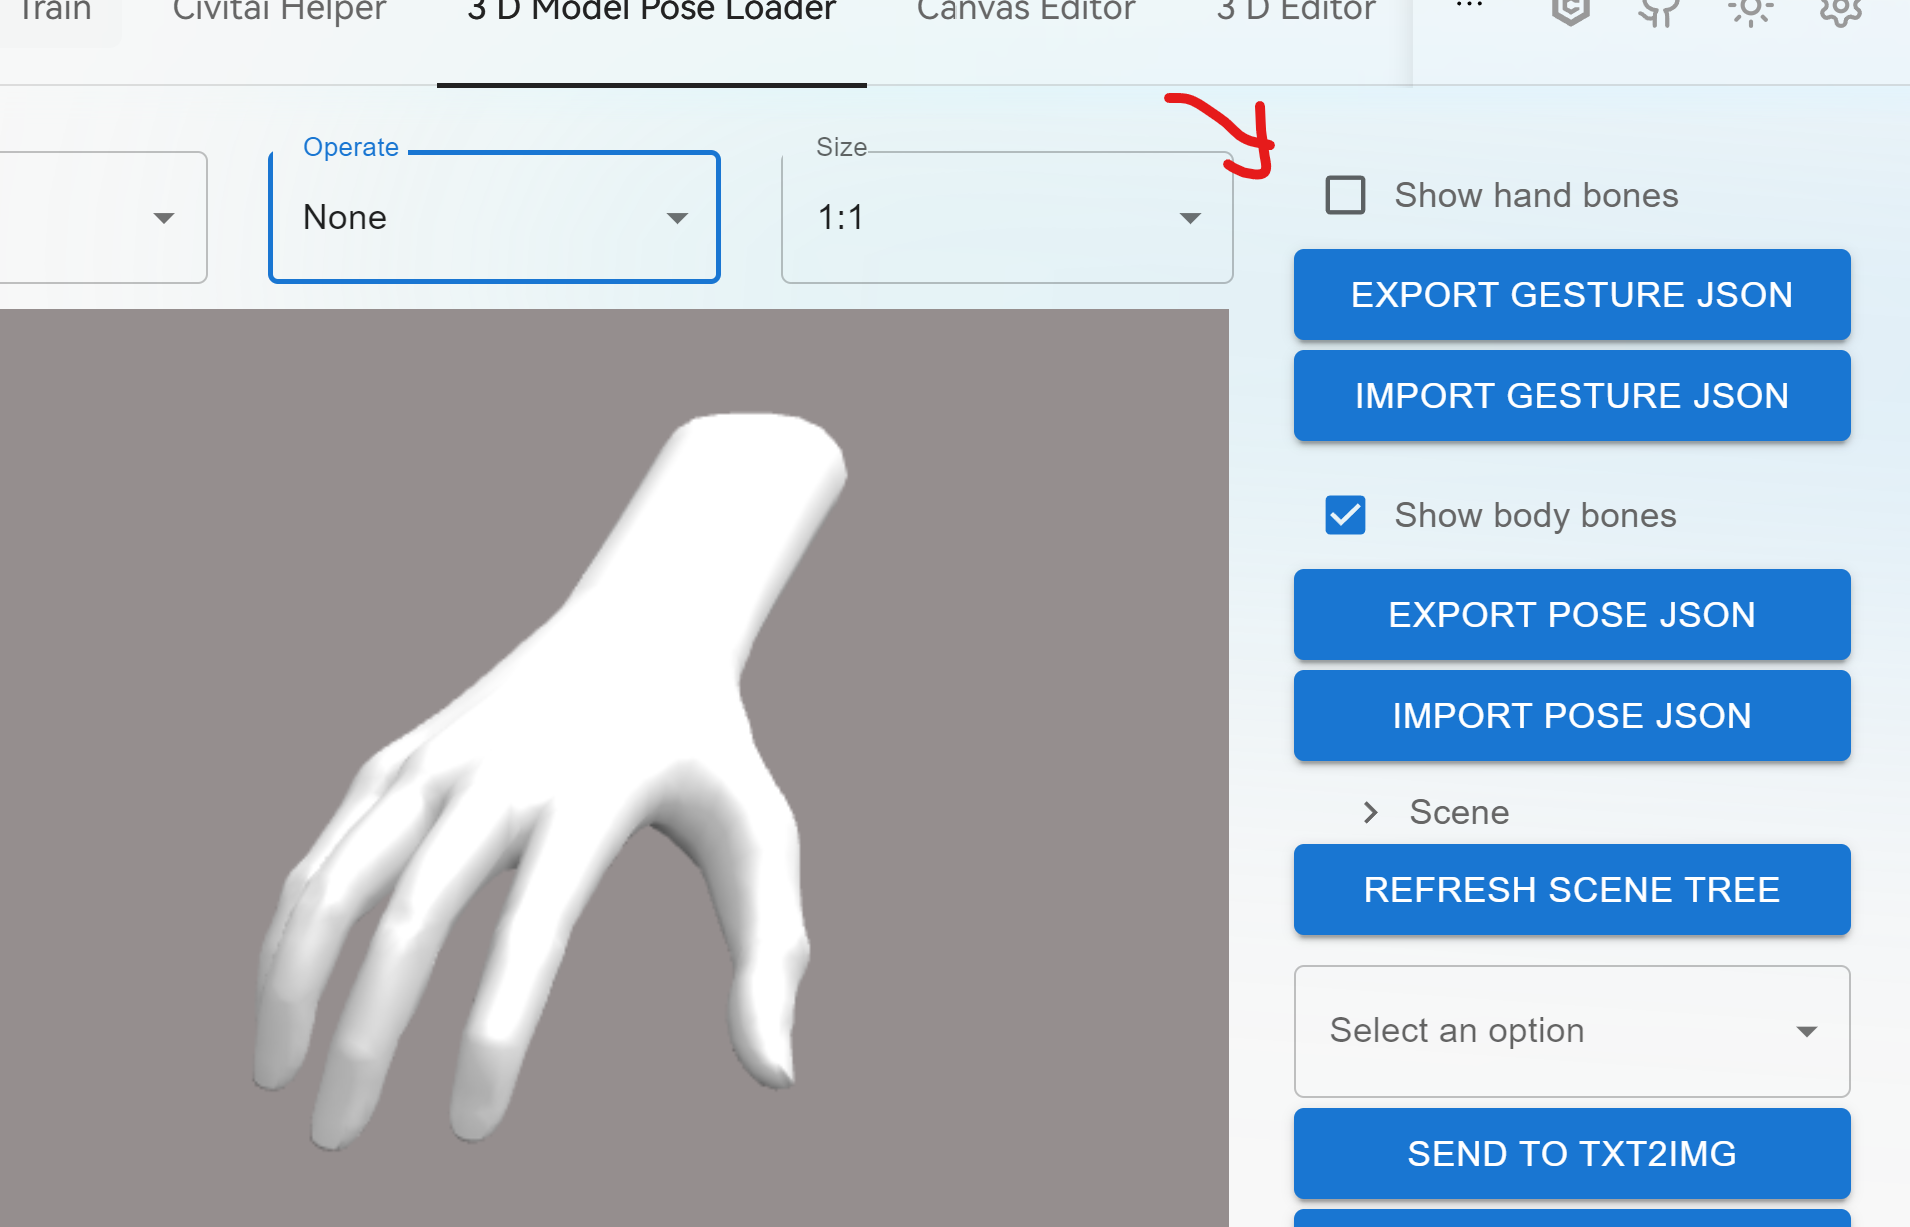 Train
Civitai Helper
3 D Model Pose Loader
Canvas Editor
3 D Editor
Operate
None
Size
1:1
Show hand bones
EXPORT GESTURE JSON
IMPORT GESTURE JSON
Show body bones
EXPORT POSE JSON
IMPORT POSE JSON
Scene
REFRESH SCENE TREE
Select an option
SEND TO TXT2IMG